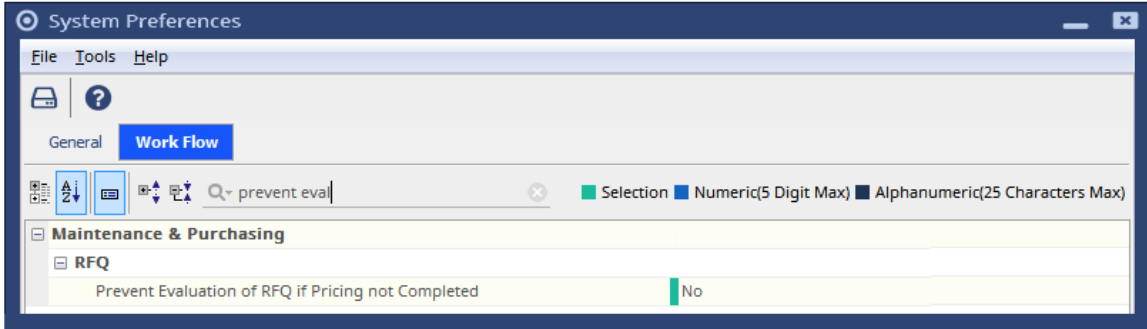 System Preferences
File Tools Help
General Work Flow
prevent eval Selection Numeric(5 Digit Max) Alphanumeric(25 Characters Max)
Maintenance & Purchasing
RFQ
Prevent Evaluation of RFQ if Pricing not Completed No